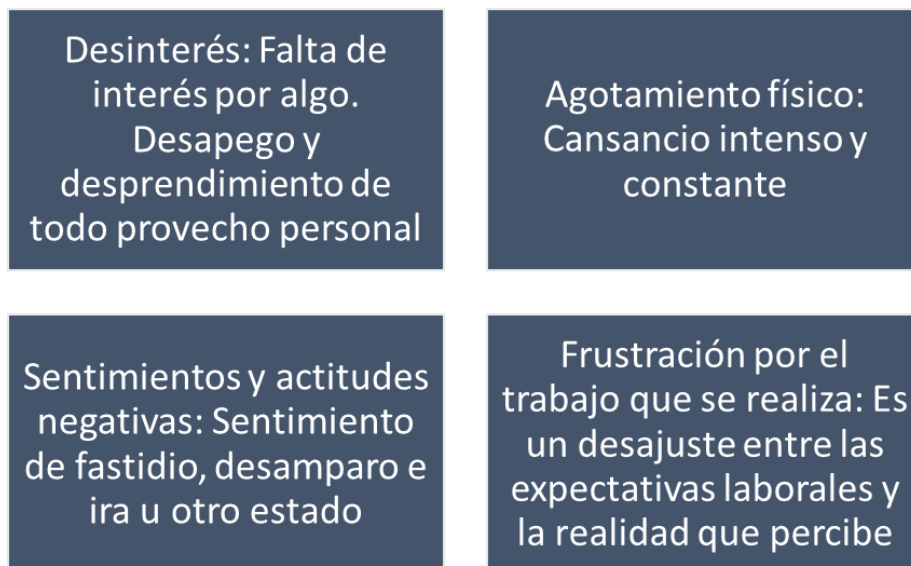 Desinterés: Falta de
interés por algo.
Desapego y
desprendimiento de
todo provecho personal
Agotamiento físico:
Cansancio intenso y
constante
Sentimientos y actitudes
negativas: Sentimiento
de fastidio, desamparo e
ira u otro estado
Frustración por el
trabajo que se realiza: Es
un desajuste entre las
expectativas laborales y
la realidad que percibe